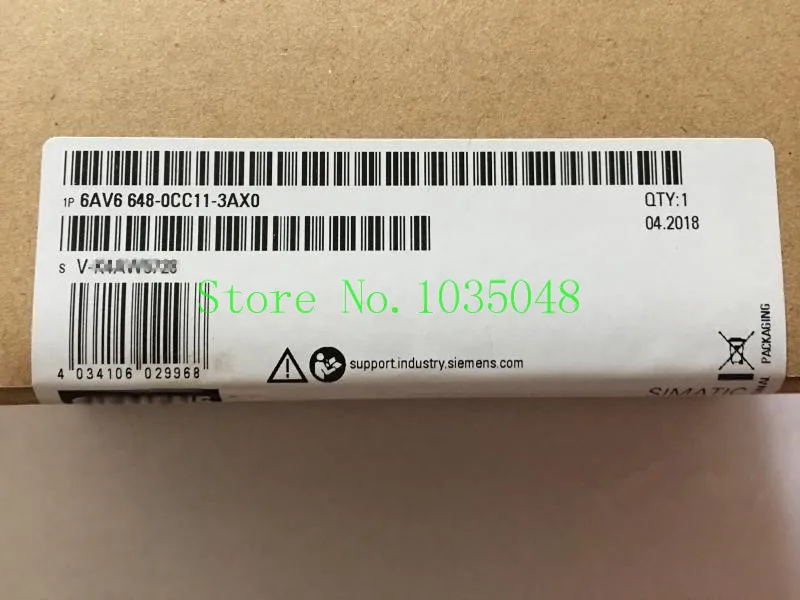 1P 6AV6 648-0CC11-3AX0
QTY:1
04.2018
S V-
Store No.1035048
4 034106 029968
support.industry.siemens.com
PACKAGING
SIMATIC